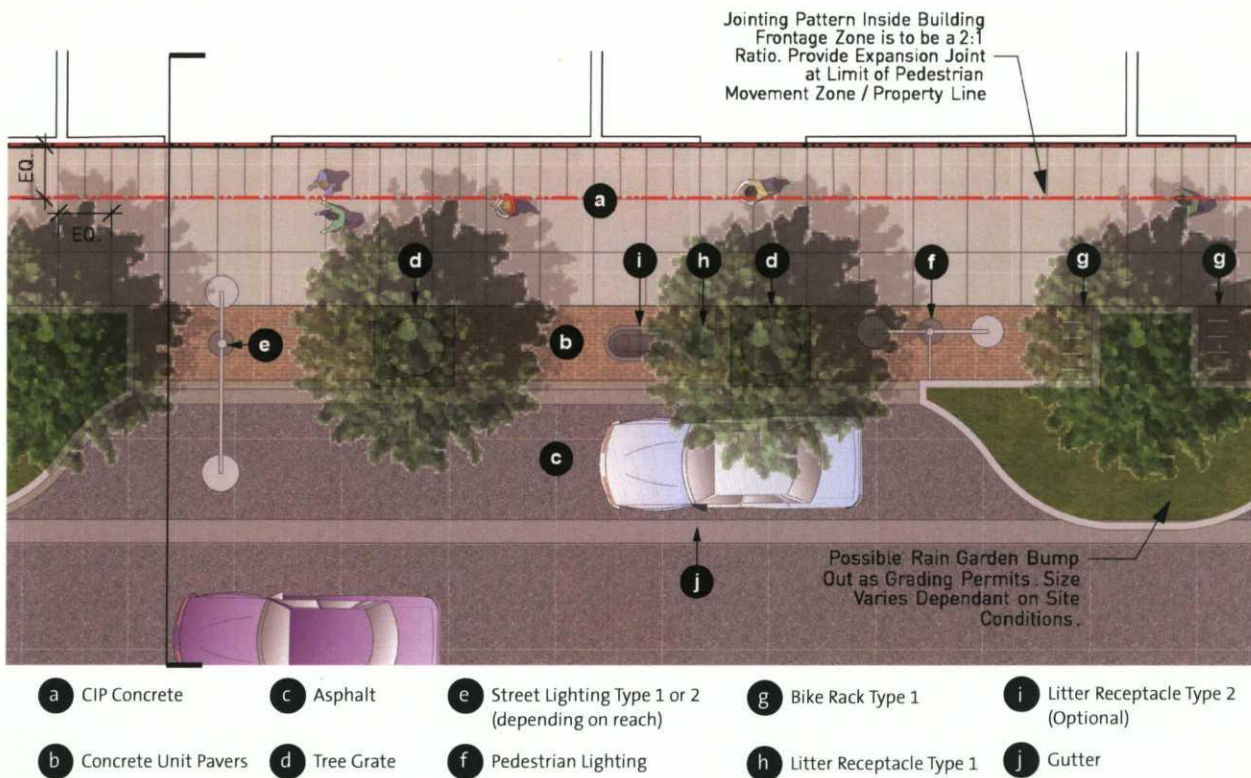 Jointing Pattern Inside Building
Frontage Zone is to be a 2:1
Ratio. Provide Expansion Joint
at Limit of Pedestrian
Movement Zone / Property Line
EQ.
EQ.
a
d
i
h
d
f
g
g
e
b
c
j
Possible Rain Garden Bump
Out as Grading Permits. Size
Varies Dependant on Site
Conditions.
a CIP Concrete
c Asphalt
e Street Lighting Type 1 or 2
(depending on reach)
g Bike Rack Type 1
i Litter Receptacle Type 2
(Optional)
b Concrete Unit Pavers
d Tree Grate
f Pedestrian Lighting
h Litter Receptacle Type 1
j Gutter